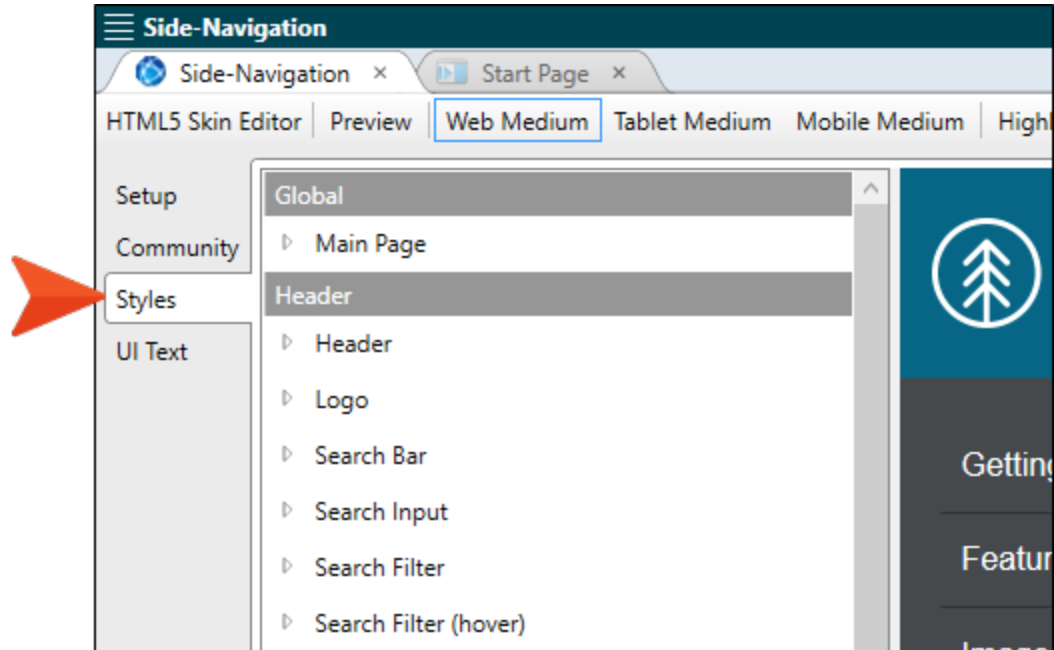 Side-Navigation
Side-Navigation × Start Page ×
HTML5 Skin Editor Preview Web Medium Tablet Medium Mobile Medium
Setup
Community
Styles
UI Text
Global
Main Page
Header
Header
Logo
Search Bar
Search Input
Search Filter
Search Filter (hover)